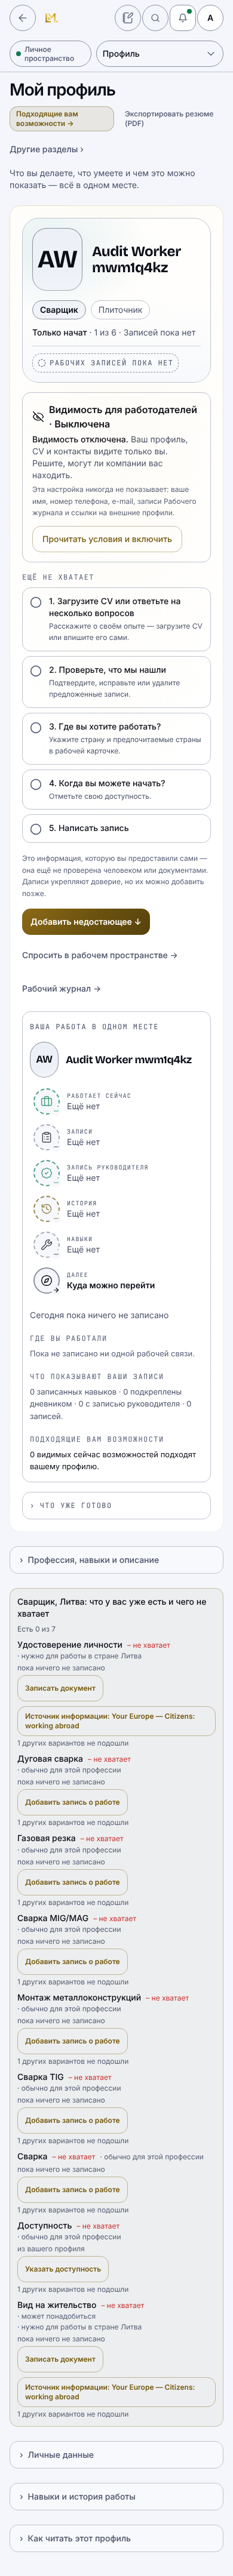 A
Личное
пространство
Профиль
Мой профиль
Подходящие вам
возможности →
Экспортировать резюме
(PDF)
Другие разделы ›
Что вы делаете, что умеете и чем это можно
показать — всё в одном месте.
AW
Audit Worker
mwm1q4kz
Сварщик
Плиточник
Только начат · 1 из 6 · Записей пока нет
РАБОЧИХ ЗАПИСЕЙ ПОКА НЕТ
Видимость для работодателей
· Выключена
Видимость отключена. Ваш профиль,
CV и контакты видите только вы.
Решите, могут ли компании вас
находить.
Эта настройка никогда не показывает: ваше
имя, номер телефона, e-mail, записи Рабочего
журнала и ссылки на внешние профили.
Прочитать условия и включить
ЕЩЁ НЕ ХВАТАЕТ
1. Загрузите CV или ответьте на
несколько вопросов
Расскажите о своём опыте — загрузите CV
или впишите его сами.
2. Проверьте, что мы нашли
Подтвердите, исправьте или удалите
предложенные записи.
3. Где вы хотите работать?
Укажите страну и предпочитаемые страны
в рабочей карточке.
4. Когда вы можете начать?
Отметьте свою доступность.
5. Написать запись
Это информация, которую вы предоставили сами —
она ещё не проверена человеком или документами.
Записи укрепляют доверие, но их можно добавить
позже.
Добавить недостающее ↓
Спросить в рабочем пространстве →
Рабочий журнал →
ВАША РАБОТА В ОДНОМ МЕСТЕ
AW
Audit Worker mwm1q4kz
РАБОТАЕТ СЕЙЧАС
Ещё нет
ЗАПИСИ
Ещё нет
ЗАПИСЬ РУКОВОДИТЕЛЯ
Ещё нет
ИСТОРИЯ
Ещё нет
НАВЫКИ
Ещё нет
ДАЛЕЕ
Куда можно перейти
Сегодня пока ничего не записано
ГДЕ ВЫ РАБОТАЛИ
Пока не записано ни одной рабочей связи.
ЧТО ПОКАЗЫВАЮТ ВАШИ ЗАПИСИ
0 записанных навыков · 0 подкреплены
дневником · 0 с записью руководителя · 0
записей.
ПОДХОДЯЩИЕ ВАМ ВОЗМОЖНОСТИ
0 видимых сейчас возможностей подходят
вашему профилю.
› ЧТО УЖЕ ГОТОВО
› Профессия, навыки и описание
Сварщик, Литва: что у вас уже есть и чего не
хватает
Есть 0 из 7
Удостоверение личности – не хватает
· нужно для работы в стране Литва
пока ничего не записано
Записать документ
Источник информации: Your Europe — Citizens:
working abroad
1 других вариантов не подошли
Дуговая сварка – не хватает
· обычно для этой профессии
пока ничего не записано
Добавить запись о работе
1 других вариантов не подошли
Газовая резка – не хватает
· обычно для этой профессии
пока ничего не записано
Добавить запись о работе
1 других вариантов не подошли
Сварка MIG/MAG – не хватает
· обычно для этой профессии
пока ничего не записано
Добавить запись о работе
1 других вариантов не подошли
Монтаж металлоконструкций – не хватает
· обычно для этой профессии
пока ничего не записано
Добавить запись о работе
1 других вариантов не подошли
Сварка TIG – не хватает
· обычно для этой профессии
пока ничего не записано
Добавить запись о работе
1 других вариантов не подошли
Сварка – не хватает · обычно для этой профессии
пока ничего не записано
Добавить запись о работе
1 других вариантов не подошли
Доступность – не хватает
· обычно для этой профессии
из вашего профиля
Указать доступность
1 других вариантов не подошли
Вид на жительство – не хватает
· может понадобиться
· нужно для работы в стране Литва
пока ничего не записано
Записать документ
Источник информации: Your Europe — Citizens:
working abroad
1 других вариантов не подошли
› Личные данные
› Навыки и история работы
› Как читать этот профиль